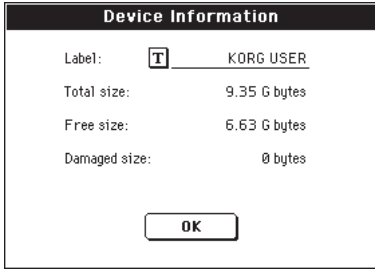 Device Information
Label: T KORG USER
Total size: 9.35 G bytes
Free size: 6.63 G bytes
Damaged size: 0 bytes
OK